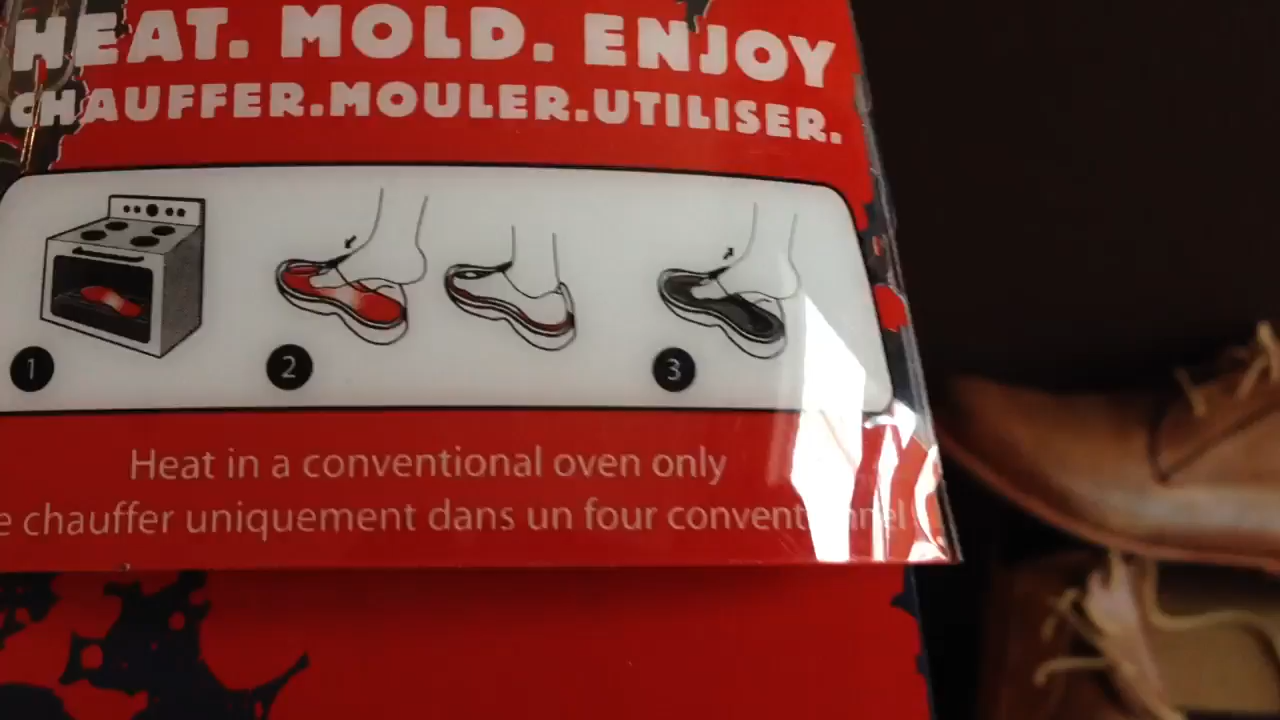 HEAT. MOLD. ENJOY
CHAUFFER.MOULER.UTILISER.
1 2 3
Heat in a conventional oven only
chauffer uniquement dans un four